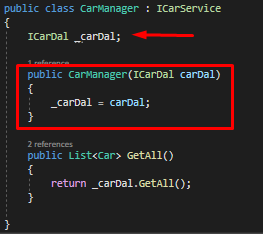 public class CarManager : ICarService
{
ICarDal _carDal;
1 reference
public CarManager(ICarDal carDal)
{
_carDal = carDal;
}
2 references
public List<Car> GetAll()
{
return _carDal.GetAll();
}
}